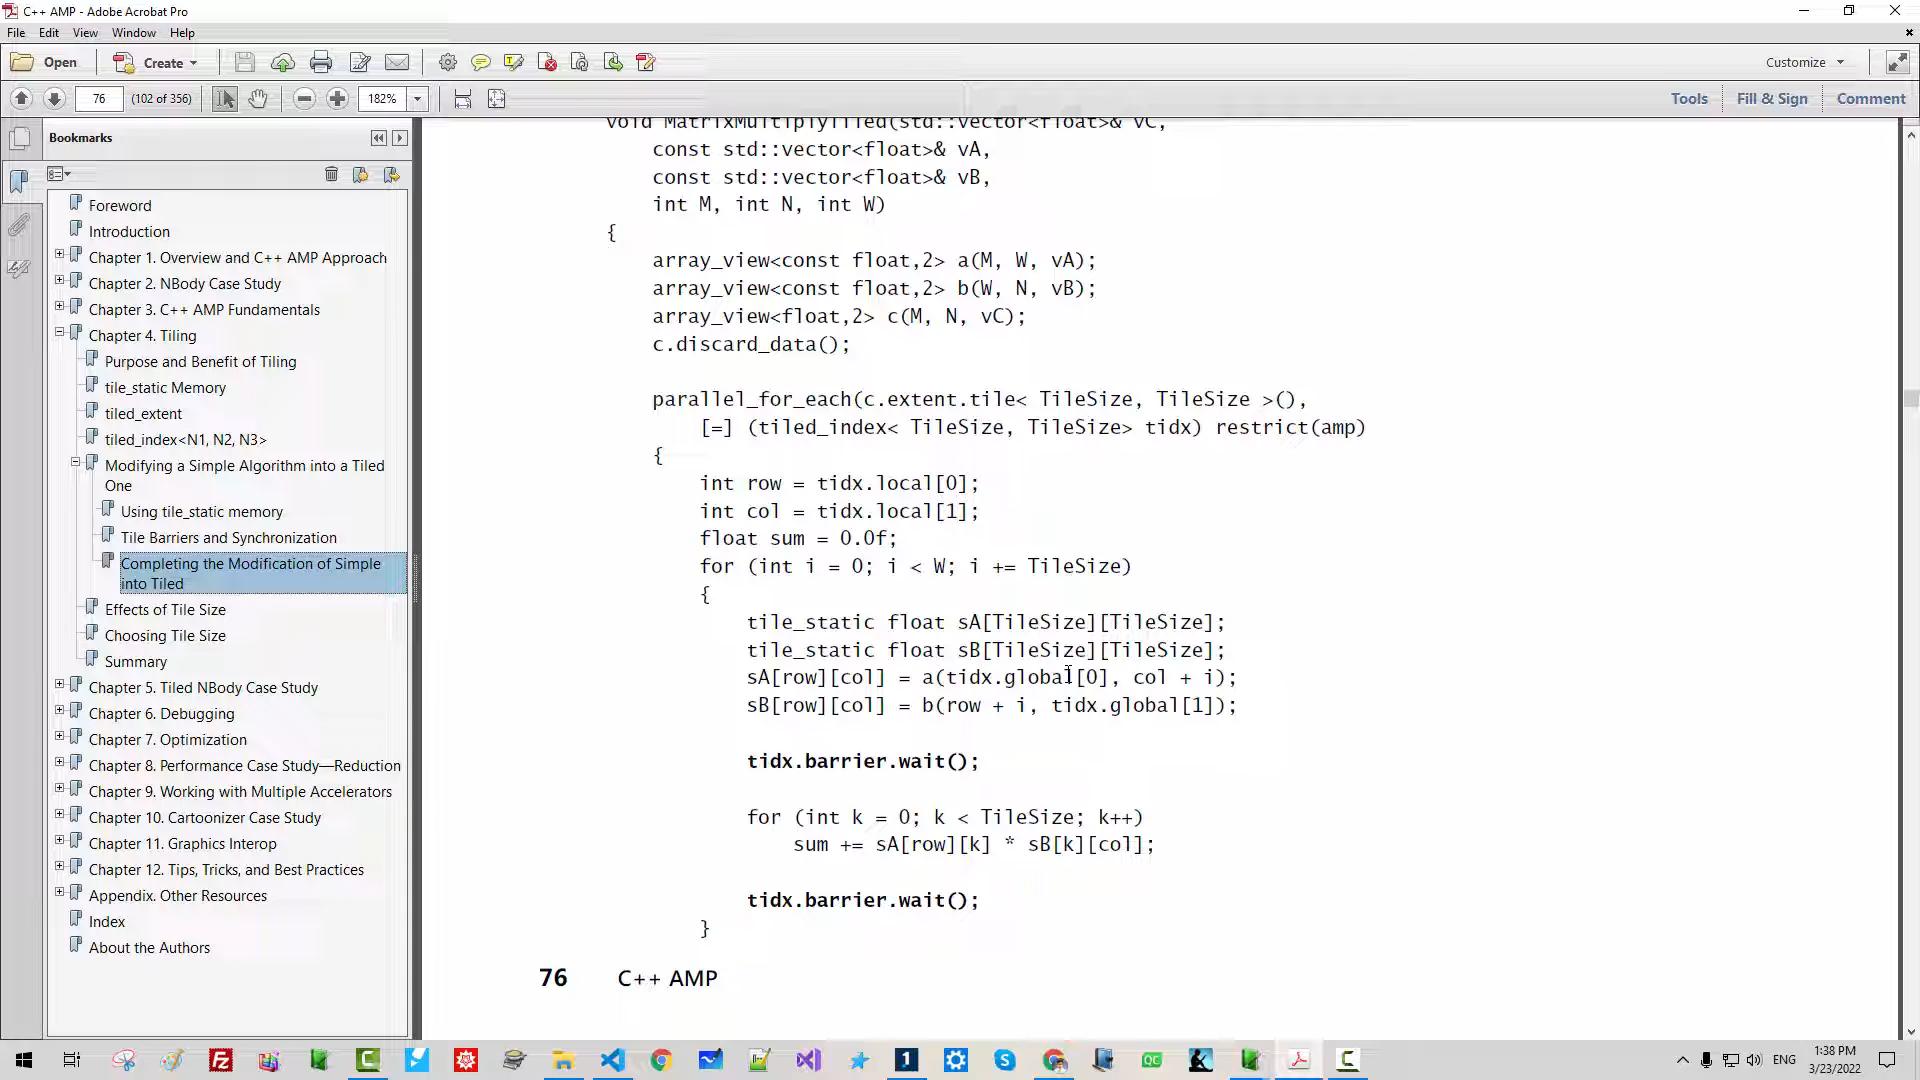 C++ AMP - Adobe Acrobat Pro
File Edit View Window Help
Open Create Customize
76 (102 of 356) 182% Tools Fill & Sign Comment
Bookmarks
Foreword
Introduction
Chapter 1. Overview and C++ AMP Approach
Chapter 2. NBody Case Study
Chapter 3. C++ AMP Fundamentals
Chapter 4. Tiling
Purpose and Benefit of Tiling
tile_static Memory
tiled_extent
tiled_index<N1, N2, N3>
Modifying a Simple Algorithm into a Tiled
One
Using tile_static memory
Tile Barriers and Synchronization
Completing the Modification of Simple
into Tiled
Effects of Tile Size
Choosing Tile Size
Summary
Chapter 5. Tiled NBody Case Study
Chapter 6. Debugging
Chapter 7. Optimization
Chapter 8. Performance Case Study—Reduction
Chapter 9. Working with Multiple Accelerators
Chapter 10. Cartoonizer Case Study
Chapter 11. Graphics Interop
Chapter 12. Tips, Tricks, and Best Practices
Appendix. Other Resources
Index
About the Authors
void MatrixMultiplyTiled(std::vector<float>& vC,
const std::vector<float>& vA,
const std::vector<float>& vB,
int M, int N, int W)
{
array_view<const float,2> a(M, W, vA);
array_view<const float,2> b(W, N, vB);
array_view<float,2> c(M, N, vC);
c.discard_data();
parallel_for_each(c.extent.tile< TileSize, TileSize >(),
[=] (tiled_index< TileSize, TileSize> tidx) restrict(amp)
{
int row = tidx.local[0];
int col = tidx.local[1];
float sum = 0.0f;
for (int i = 0; i < W; i += TileSize)
{
tile_static float sA[TileSize][TileSize];
tile_static float sB[TileSize][TileSize];
sA[row][col] = a(tidx.global[0], col + i);
sB[row][col] = b(row + i, tidx.global[1]);
tidx.barrier.wait();
for (int k = 0; k < TileSize; k++)
sum += sA[row][k] * sB[k][col];
tidx.barrier.wait();
}
76 C++ AMP
ENG
1:38 PM
3/23/2022